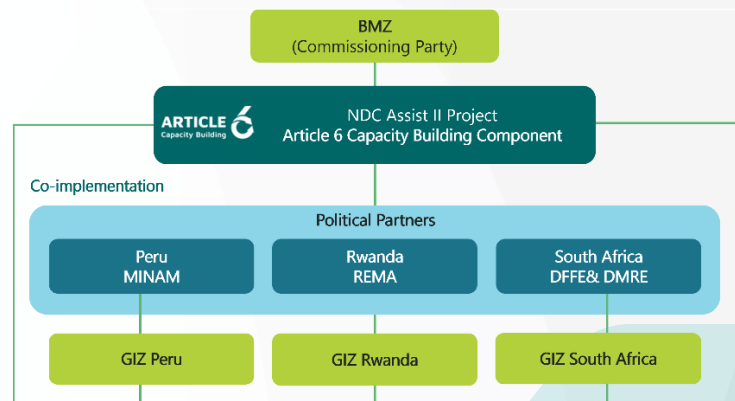 BMZ
(Commissioning Party)
ARTICLE 6
Capacity Building
NDC Assist II Project
Article 6 Capacity Building Component
Co-implementation
Political Partners
Peru
MINAM
Rwanda
REMA
South Africa
DFFE& DMRE
GIZ Peru
GIZ Rwanda
GIZ South Africa